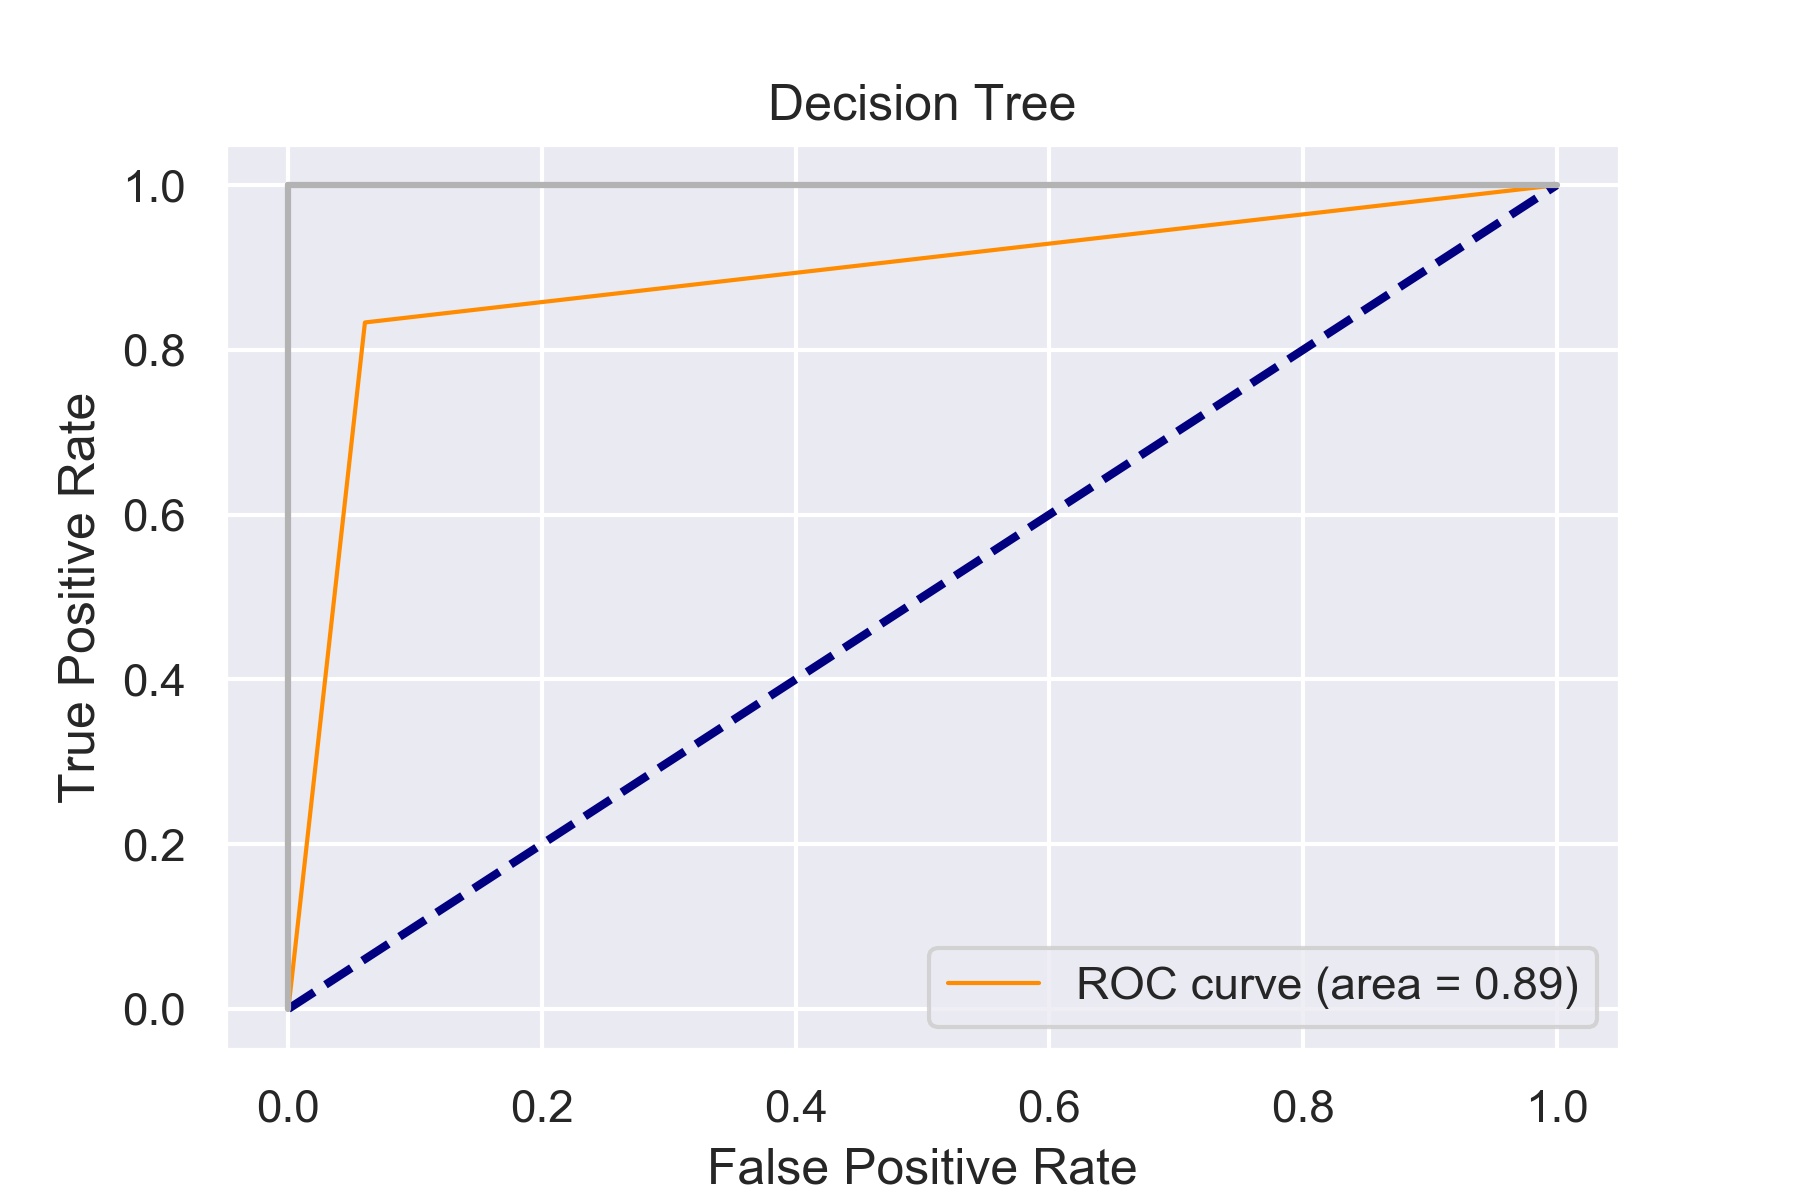 Decision Tree
1.0
0.8
0.6
0.4
0.2
0.0
True Positive Rate
ROC curve (area = 0.89)
0.0 0.2 0.4 0.6 0.8 1.0
False Positive Rate